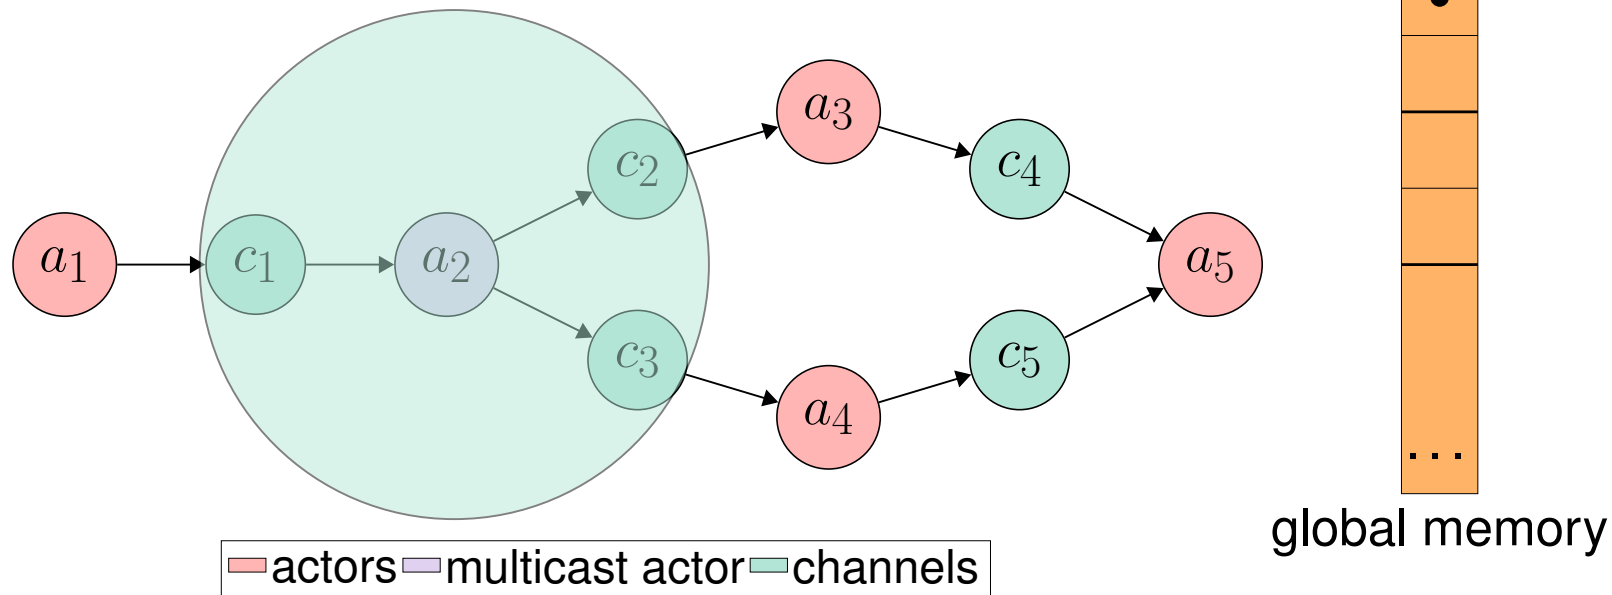 a1
c1
a2
c2
c3
a3
a4
c4
c5
a5
...
global memory
actors multicast actor channels